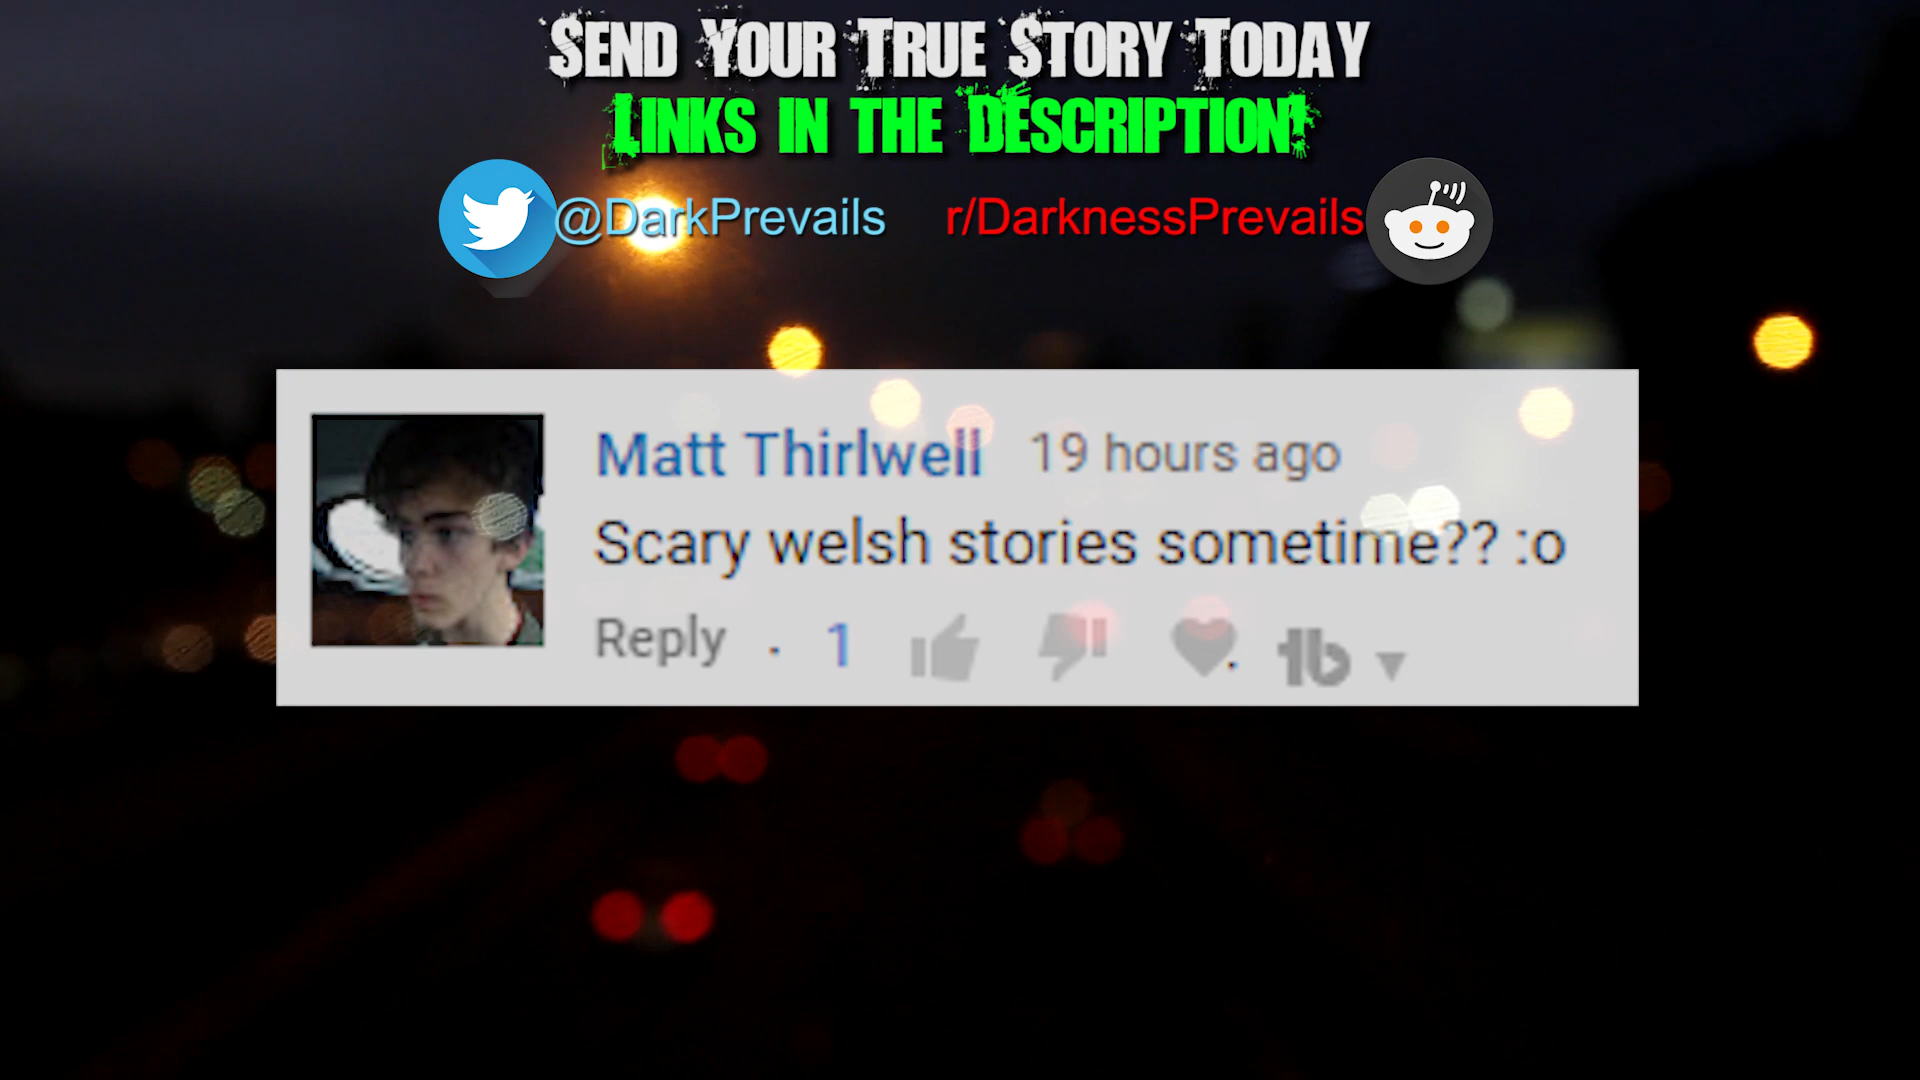 Send Your True Story Today
Links in the Description!
@DarkPrevails r/DarknessPrevails
Matt Thirlwell 19 hours ago
Scary welsh stories sometime?? :o
Reply · 1
tb